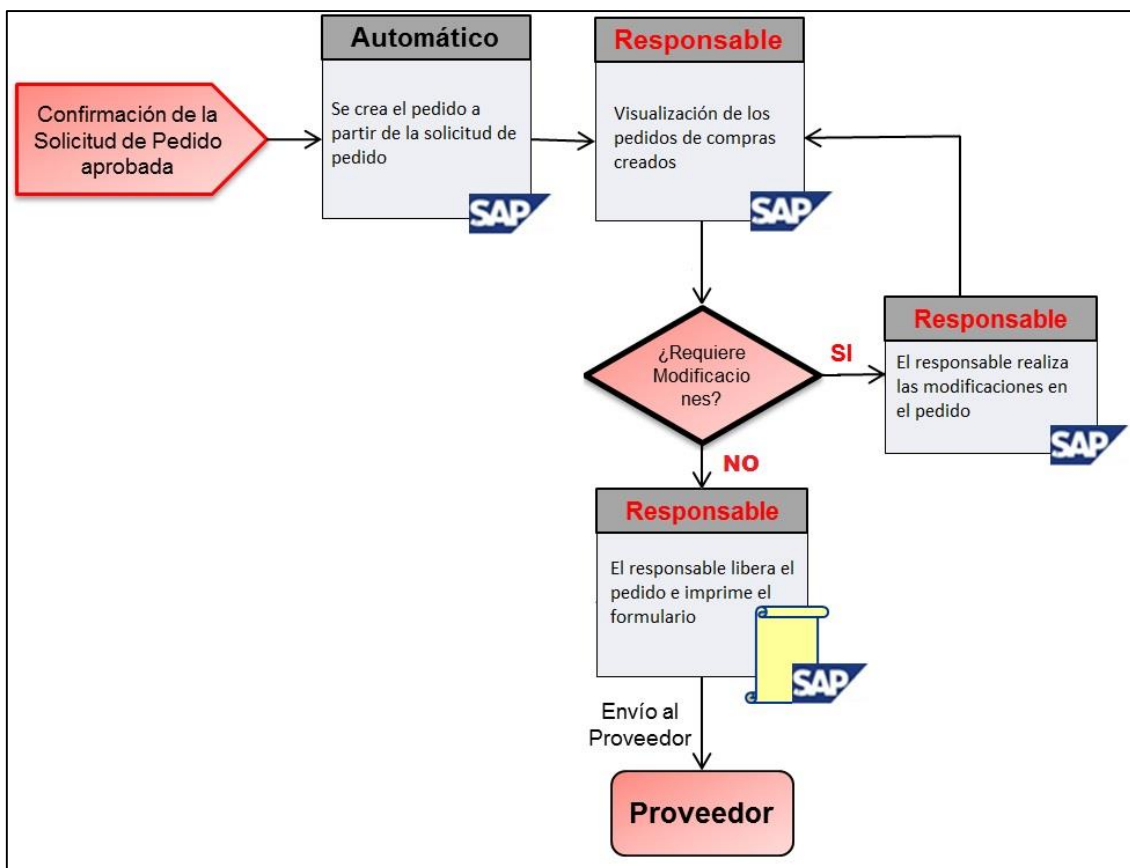 Automático
Responsable
Confirmación de la
Solicitud de Pedido
aprobada
Se crea el pedido a
partir de la solicitud de
pedido
SAP
Visualización de los
pedidos de compras
creados
SAP
¿Requiere
Modificacio
nes?
SI
Responsable
El responsable realiza
las modificaciones en
el pedido
SAP
NO
Responsable
El responsable libera el
pedido e imprime el
formulario
SAP
Envío al
Proveedor
Proveedor